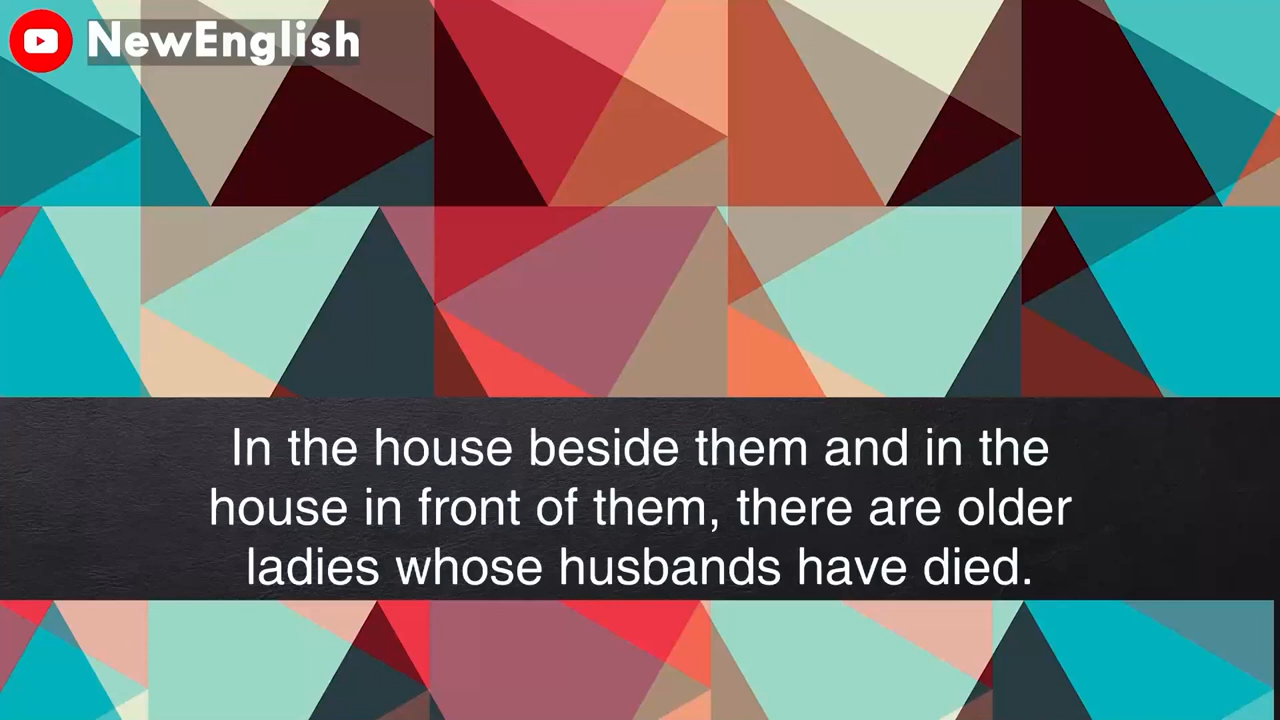 NewEnglish
In the house beside them and in the
house in front of them, there are older
ladies whose husbands have died.